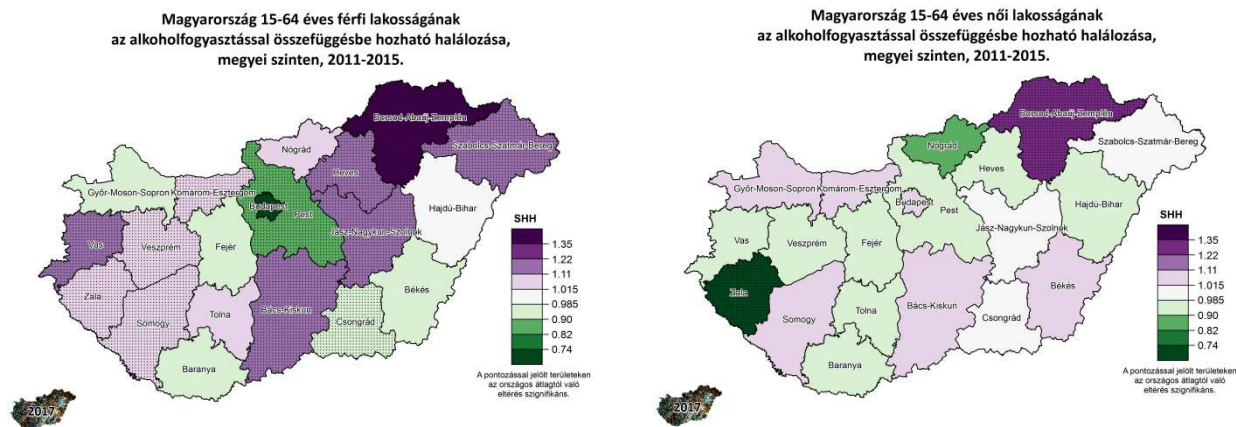 Magyarország 15-64 éves férfi lakosságának
az alkoholfogyasztással összefüggésbe hozható halálozása,
megyei szinten, 2011-2015.
Borsod-Abaúj-Zemplén
Szabolcs-Szatmár-Bereg
Nógrád
Heves
Győr-Moson-Sopron
Komárom-Esztergom
Budapest
Pest
Hajdú-Bihar
Jász-Nagykun-Szolnok
Vas
Veszprém
Fejér
Zala
Somogy
Tolna
Bács-Kiskun
Békés
Csongrád
Baranya
SHH
1.35
1.22
1.11
1.015
0.985
0.90
0.82
0.74
A pontozással jelölt területeken
az országos átlagtól való
eltérés szignifikáns.
2017
Magyarország 15-64 éves női lakosságának
az alkoholfogyasztással összefüggésbe hozható halálozása,
megyei szinten, 2011-2015.
Borsod-Abaúj-Zemplén
Szabolcs-Szatmár-Bereg
Nógrád
Heves
Győr-Moson-Sopron
Komárom-Esztergom
Budapest
Pest
Hajdú-Bihar
Jász-Nagykun-Szolnok
Vas
Veszprém
Fejér
Zala
Somogy
Tolna
Bács-Kiskun
Békés
Csongrád
Baranya
SHH
1.35
1.22
1.11
1.015
0.985
0.90
0.82
0.74
A pontozással jelölt területeken
az országos átlagtól való
eltérés szignifikáns.
2017